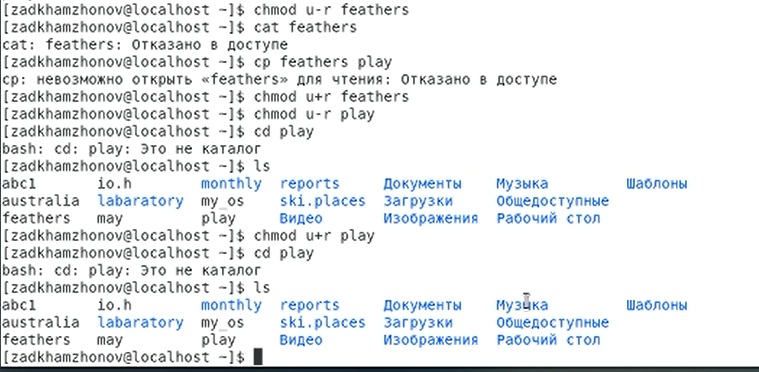 [zadkhamzhonov@localhost ~]$ chmod u-r feathers
[zadkhamzhonov@localhost ~]$ cat feathers
cat: feathers: Отказано в доступе
[zadkhamzhonov@localhost ~]$ cp feathers play
cp: невозможно открыть «feathers» для чтения: Отказано в доступе
[zadkhamzhonov@localhost ~]$ chmod u+r feathers
[zadkhamzhonov@localhost ~]$ chmod u-r play
[zadkhamzhonov@localhost ~]$ cd play
bash: cd: play: Это не каталог
[zadkhamzhonov@localhost ~]$ ls
abc1 io.h monthly reports Документы Музыка Шаблоны
australia labaratory my_os ski.places Загрузки Общедоступные
feathers may play Видео Изображения Рабочий стол
[zadkhamzhonov@localhost ~]$ chmod u+r play
[zadkhamzhonov@localhost ~]$ cd play
bash: cd: play: Это не каталог
[zadkhamzhonov@localhost ~]$ ls
abc1 io.h monthly reports Документы Музыка Шаблоны
australia labaratory my_os ski.places Загрузки Общедоступные
feathers may play Видео Изображения Рабочий стол
[zadkhamzhonov@localhost ~]$